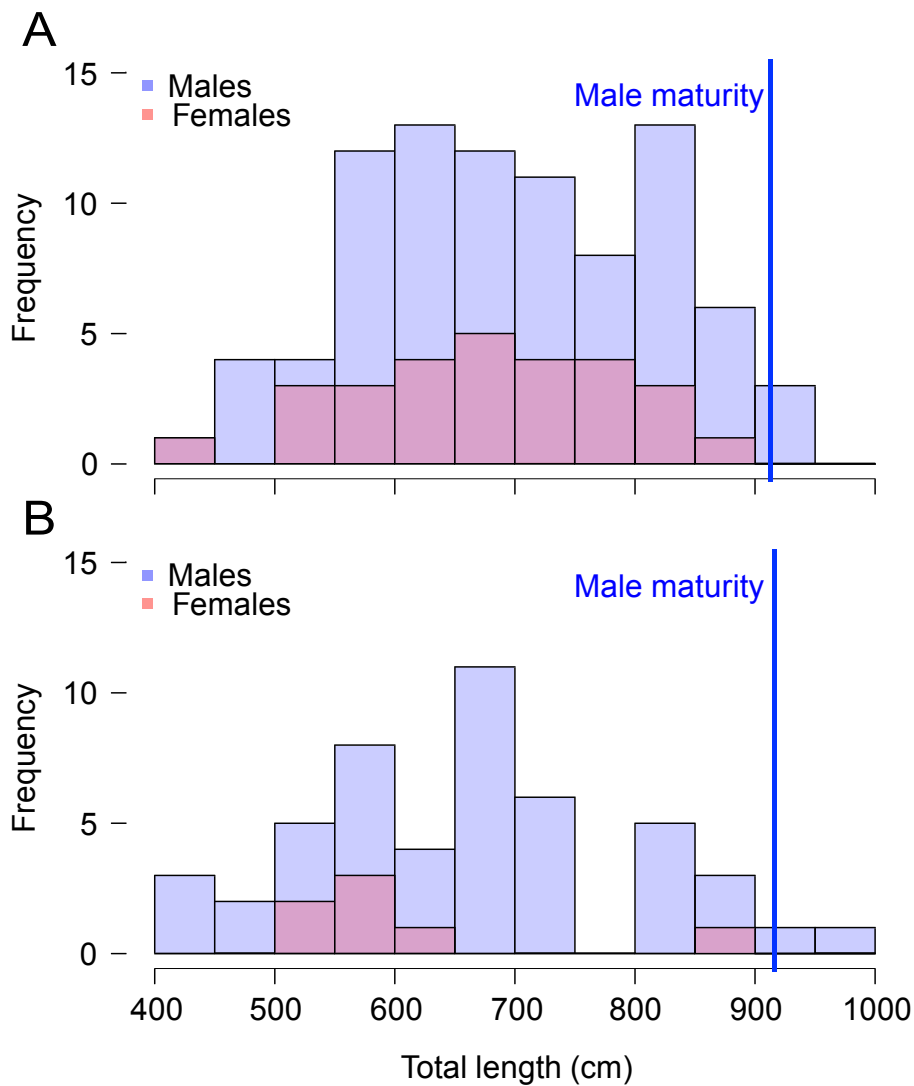 A
15
10
5
0
Frequency
Males
Females
Male maturity
B
15
10
5
0
Frequency
Males
Females
Male maturity
400 500 600 700 800 900 1000
Total length (cm)